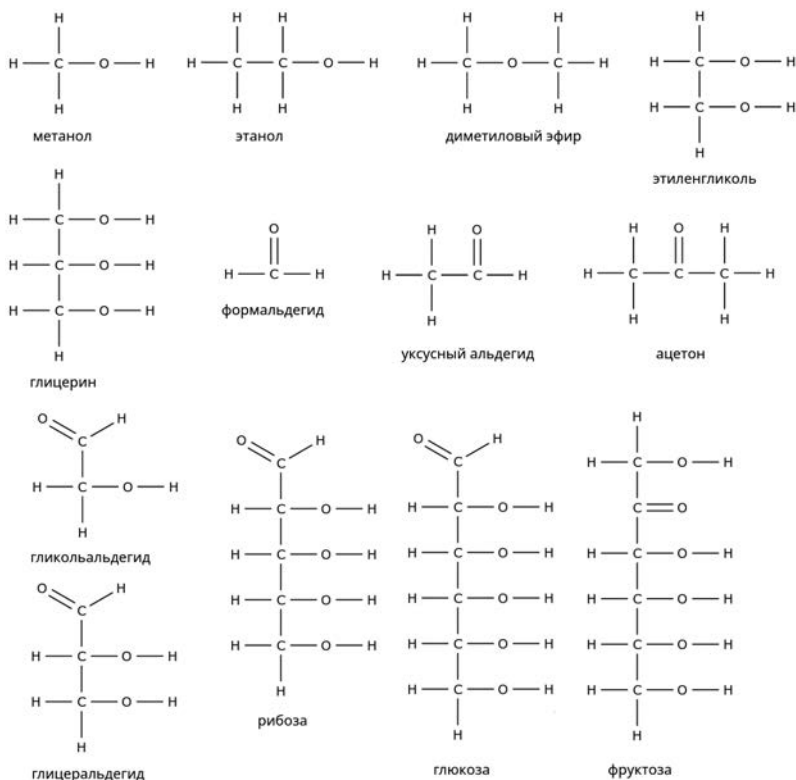 метанол
этанол
диметиловый эфир
этиленгликоль
глицерин
формальдегид
уксусный альдегид
ацетон
гликольальдегид
глицеральдегид
рибоза
глюкоза
фруктоза